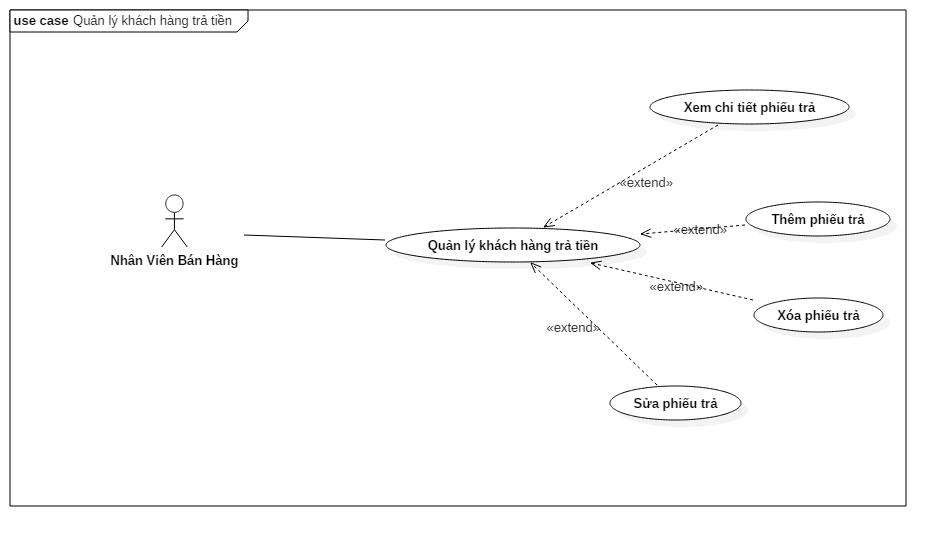 use case Quản lý khách hàng trả tiền
Xem chi tiết phiếu trả
«extend»
Thêm phiếu trả
«extend»
Quản lý khách hàng trả tiền
Nhân Viên Bán Hàng
«extend»
Xóa phiếu trả
«extend»
Sửa phiếu trả